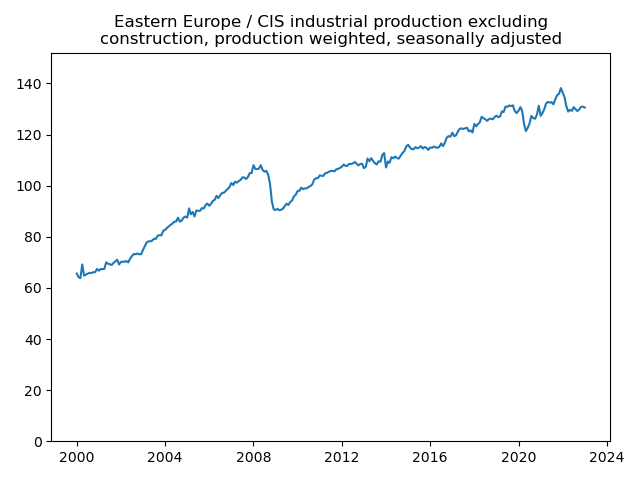 Eastern Europe / CIS industrial production excluding
construction, production weighted, seasonally adjusted
140
120
100
80
60
40
20
0
2000 2004 2008 2012 2016 2020 2024